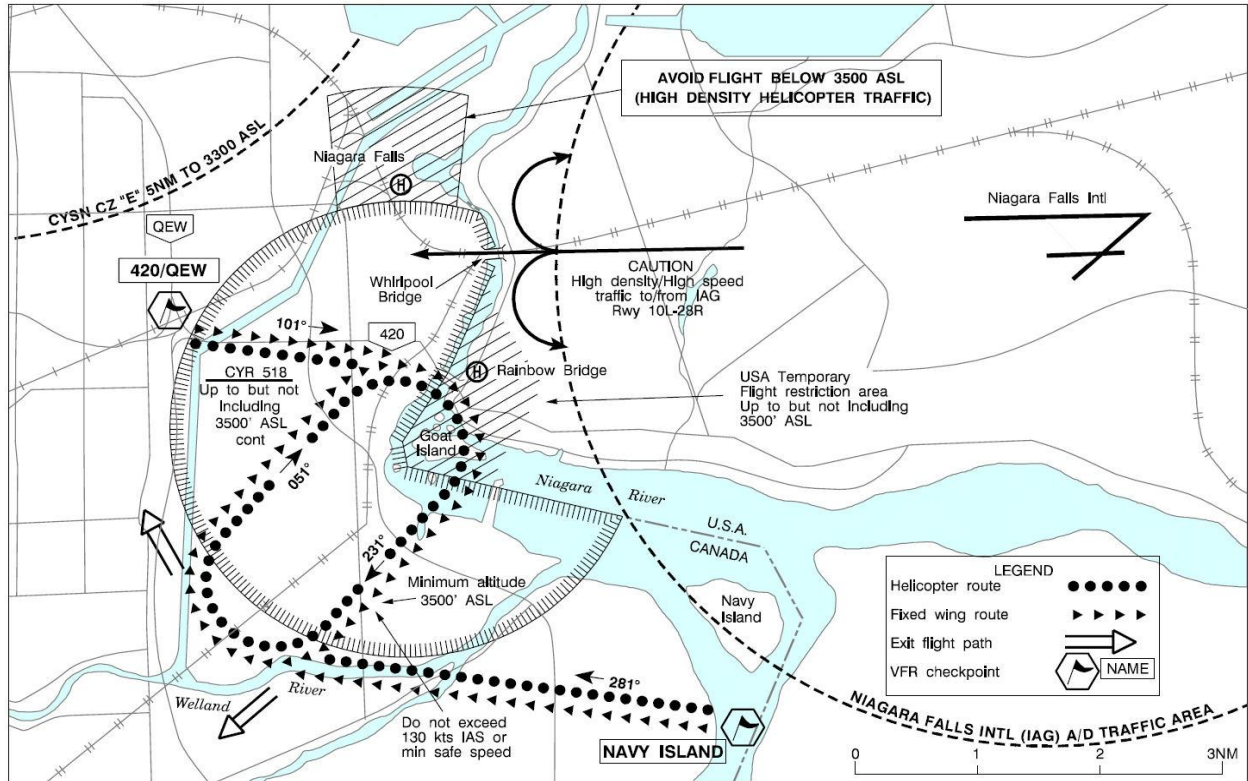 AVOID FLIGHT BELOW 3500 ASL
(HIGH DENSITY HELICOPTER TRAFFIC)
CYSN CZ "E" 5NM TO 3300 ASL
Niagara Falls
H
Niagara Falls Intl
QEW
420/QEW
Whirlpool
Bridge
CAUTION
High density/High speed
traffic to/from IAG
Rwy 10L-28R
101°
420
H
Rainbow Bridge
CYR 518
Up to but not
Including
3500' ASL
cont
USA Temporary
Flight restriction area
Up to but not Including
3500' ASL
Goat
Island
051°
Niagara River
U.S.A.
CANADA
231°
Minimum altitude
3500' ASL
Navy
Island
LEGEND
Helicopter route
Fixed wing route
Exit flight path
VFR checkpoint
NAME
281°
Welland River
Do not exceed
130 kts IAS or
min safe speed
NAVY ISLAND
NIAGARA FALLS INTL (IAG) A/D TRAFFIC AREA
0 1 2 3NM